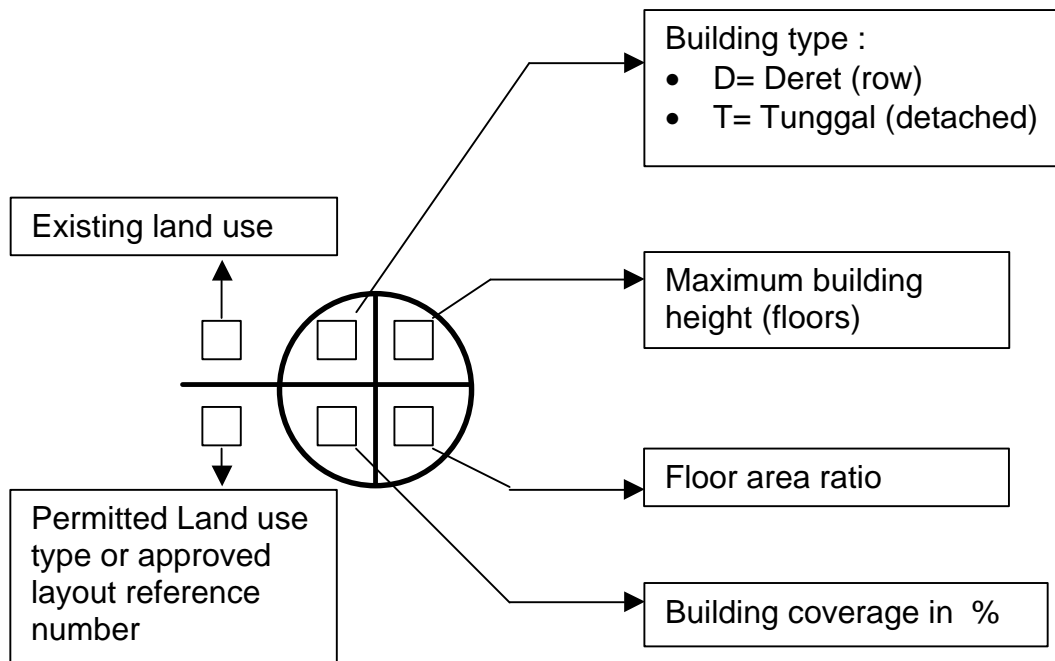 Building type :
• D= Deret (row)
• T= Tunggal (detached)
Existing land use
Maximum building
height (floors)
Floor area ratio
Permitted Land use
type or approved
layout reference
number
Building coverage in %